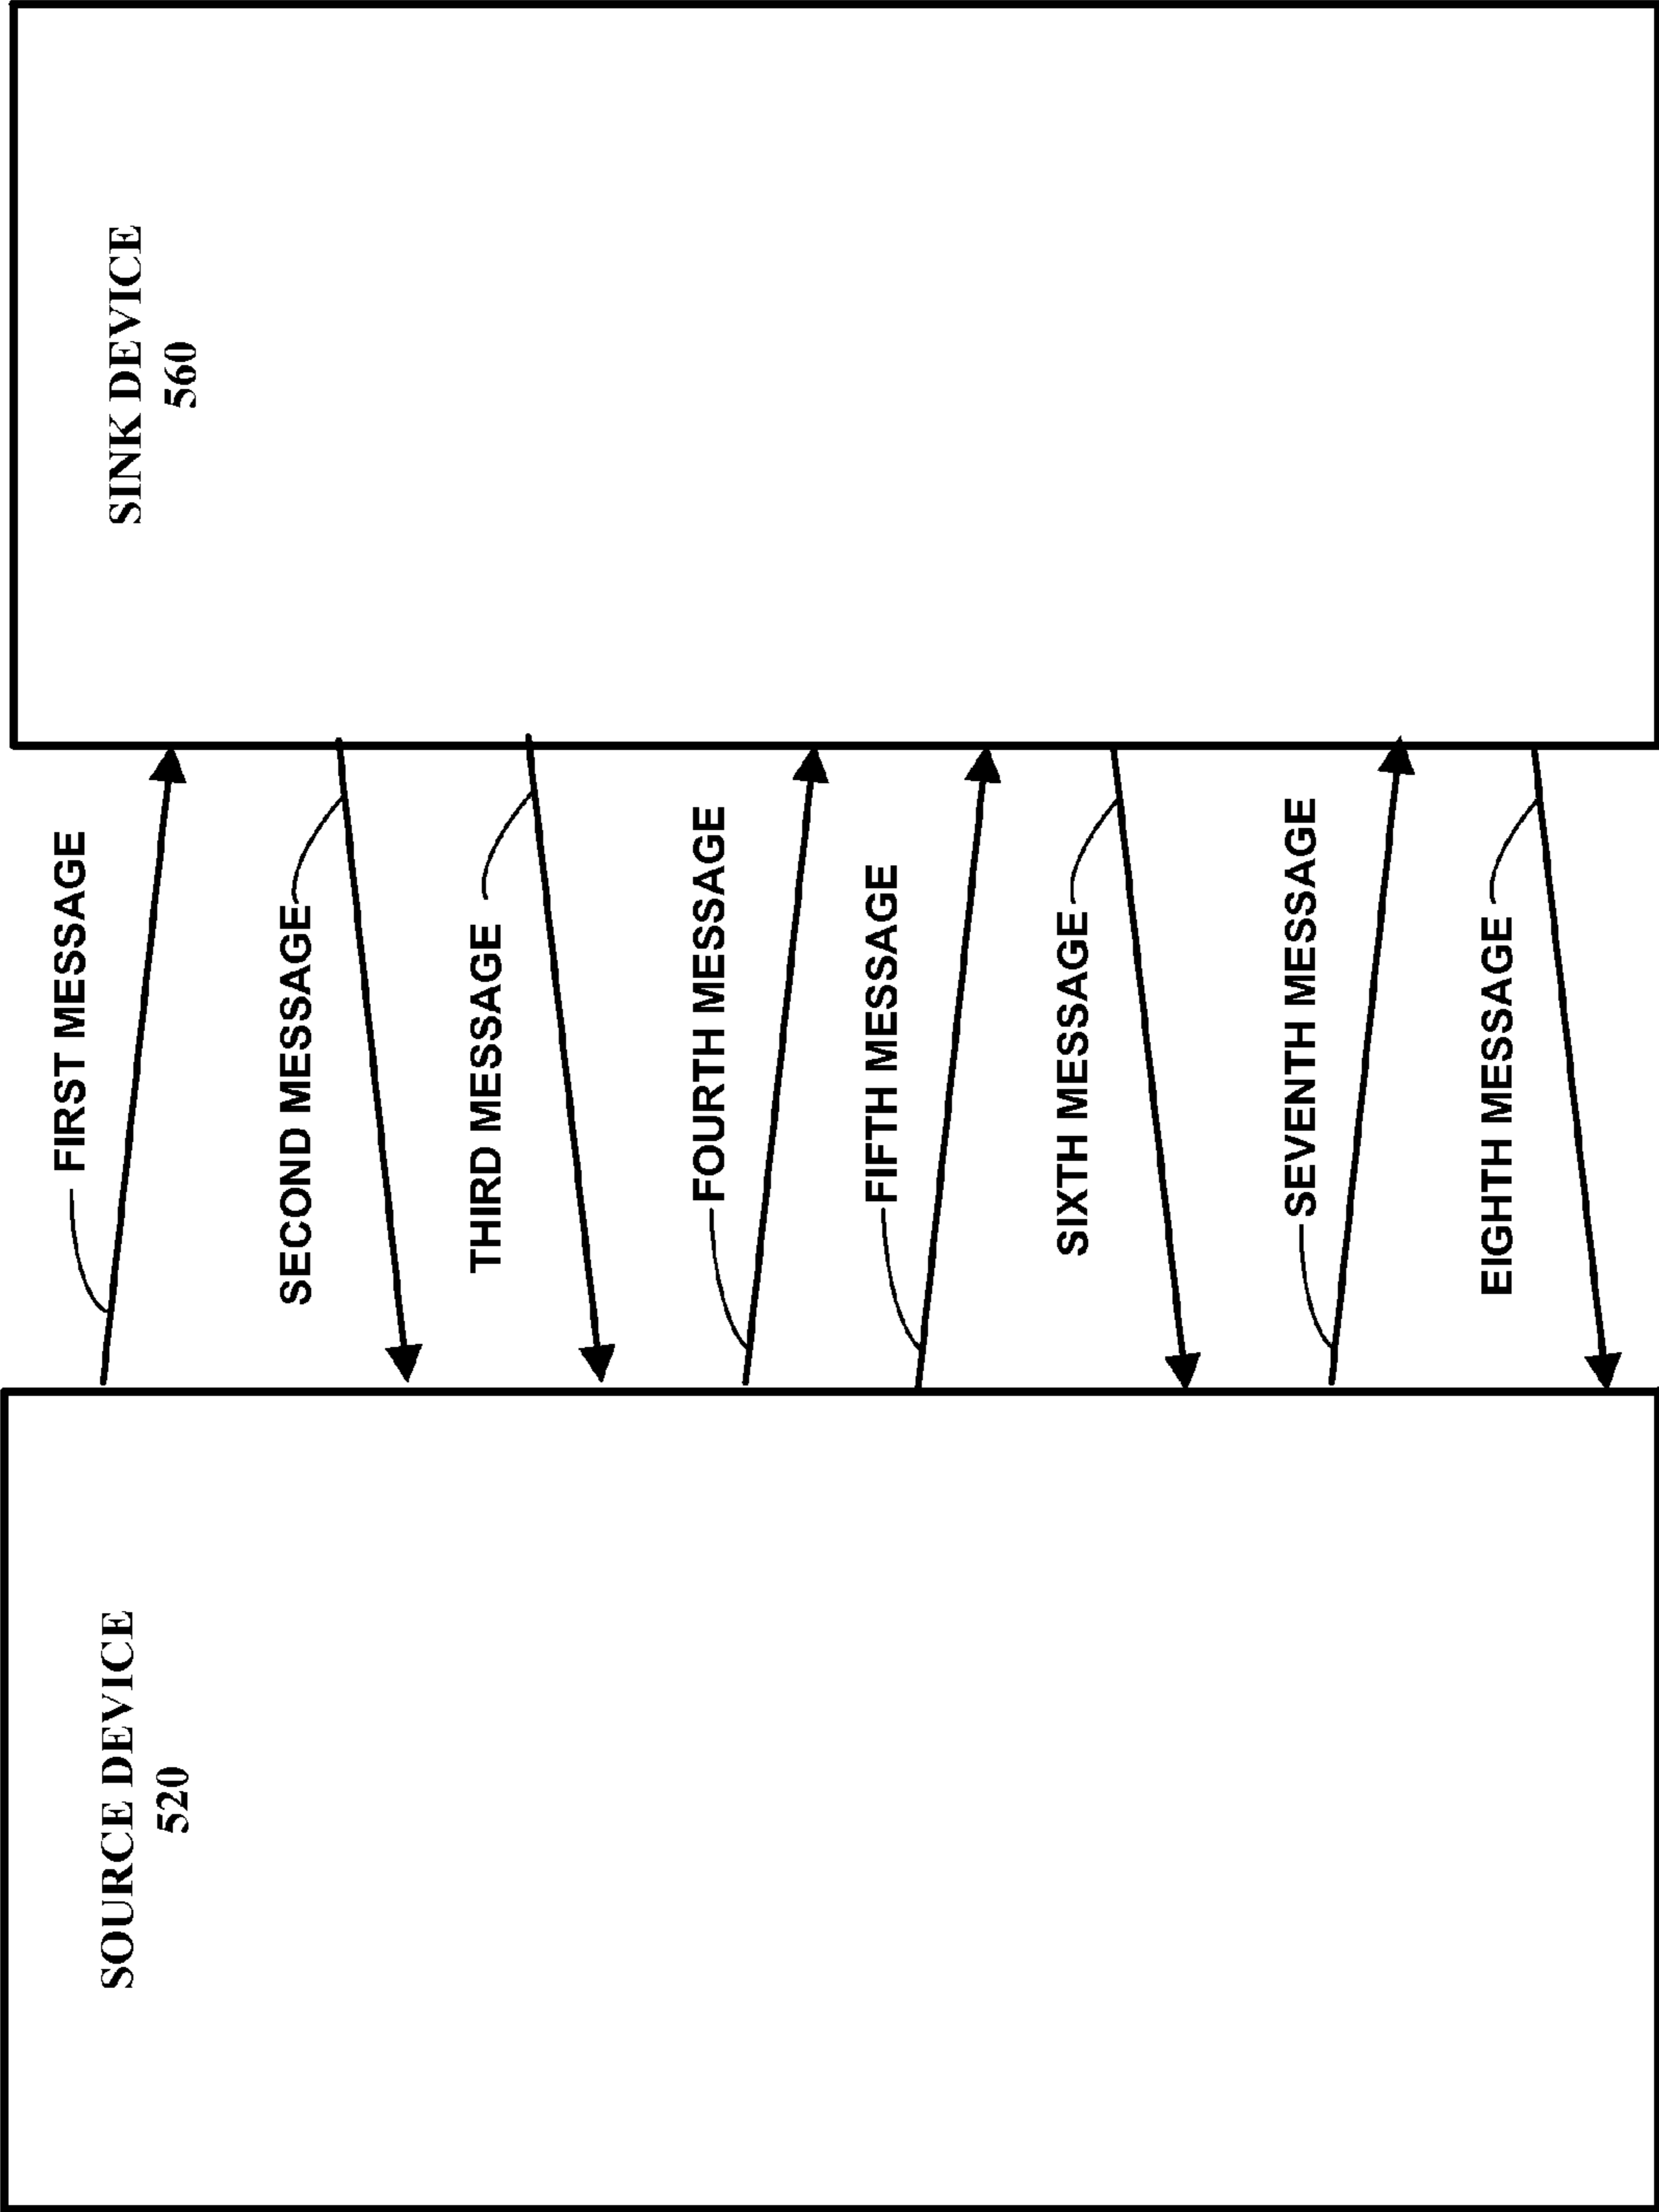 SOURCE DEVICE
520
SINK DEVICE
560
FIRST MESSAGE
SECOND MESSAGE
THIRD MESSAGE
FOURTH MESSAGE
FIFTH MESSAGE
SIXTH MESSAGE
SEVENTH MESSAGE
EIGHTH MESSAGE